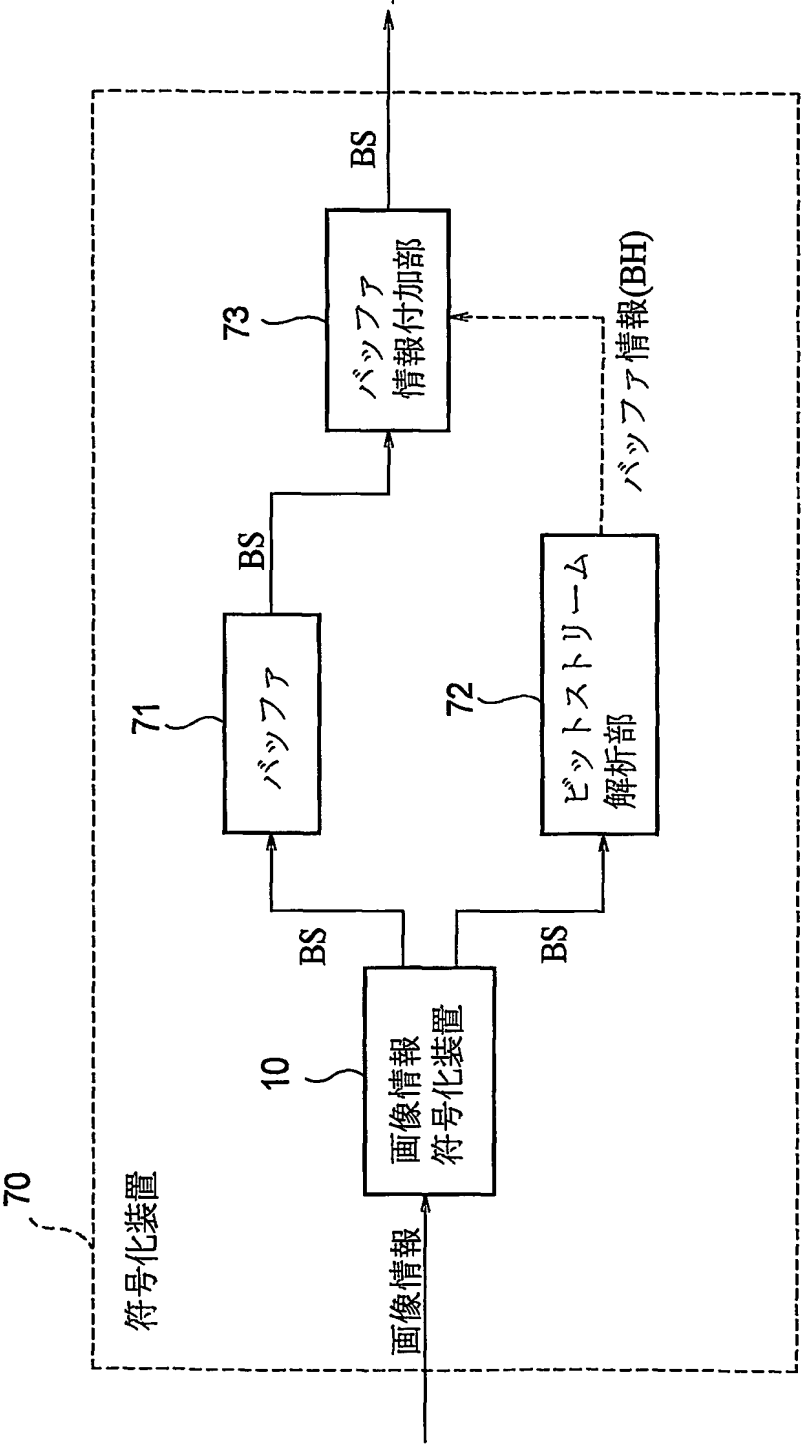 70
符号化装置
画像情報
10
画像情報
符号化装置
BS
BS
71
バッファ
72
ビットストリーム
解析部
BS
バッファ情報(BH)
73
バッファ
情報付加部
BS